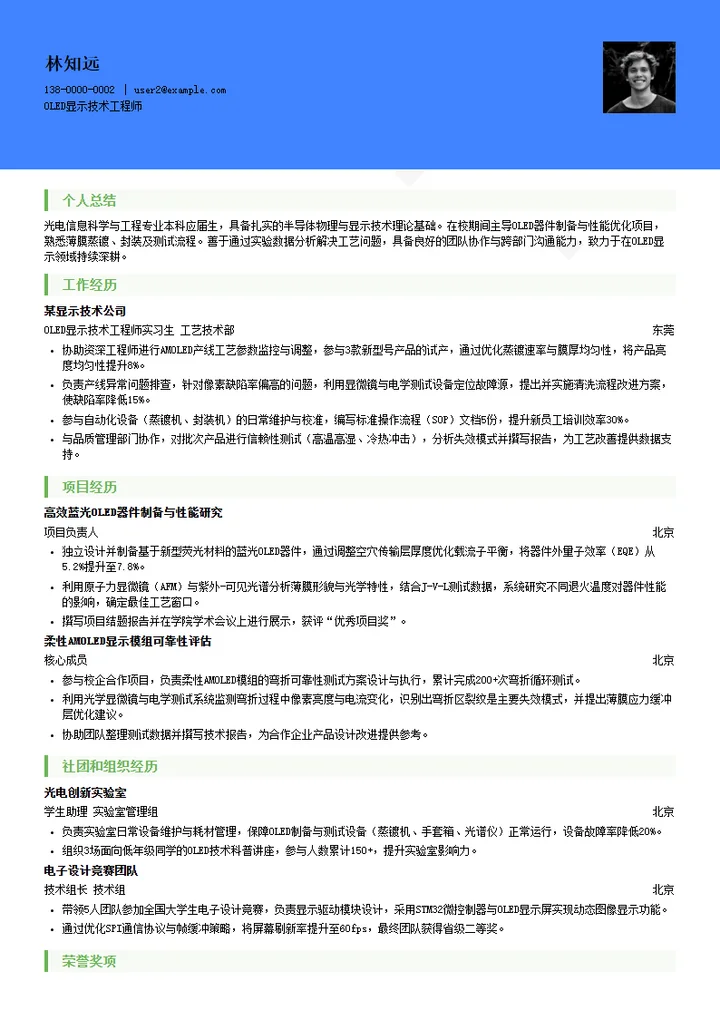 林知远
138-0000-0002 | user2@example.com
OLED显示技术工程师
个人总结
光电信息科学与工程专业本科应届生，具备扎实的半导体物理与显示技术理论基础。在校期间主导OLED器件制备与性能优化项目，
熟悉薄膜蒸镀、封装及测试流程。善于通过实验数据分析解决工艺问题，具备良好的团队协作与跨部门沟通能力，致力于在OLED显
示领域持续深耕。
工作经历
某显示技术公司
OLED显示技术工程师实习生 工艺技术部 东莞
• 协助资深工程师进行AMOLED产线工艺参数监控与调整，参与3款新型号产品的试产，通过优化蒸镀速率与膜厚均匀性，将产品亮
度均匀性提升8%。
• 负责产线异常问题排查，针对像素缺陷率偏高的问题，利用显微镜与电学测试设备定位故障源，提出并实施清洗流程改进方案，
使缺陷率降低15%。
• 参与自动化设备（蒸镀机、封装机）的日常维护与校准，编写标准操作流程（SOP）文档5份，提升新员工培训效率30%。
• 与品质管理部门协作，对批次产品进行信赖性测试（高温高湿、冷热冲击），分析失效模式并撰写报告，为工艺改善提供数据支
持。
项目经历
高效蓝光OLED器件制备与性能研究
项目负责人 北京
• 独立设计并制备基于新型荧光材料的蓝光OLED器件，通过调整空穴传输层厚度优化载流子平衡，将器件外量子效率（EQE）从
5.2%提升至7.8%。
• 利用原子力显微镜（AFM）与紫外-可见光谱分析薄膜形貌与光学特性，结合J-V-L测试数据，系统研究不同退火温度对器件性能
的影响，确定最佳工艺窗口。
• 撰写项目结题报告并在学院学术会议上进行展示，获评“优秀项目奖”。
柔性AMOLED显示模组可靠性评估
核心成员 北京
• 参与校企合作项目，负责柔性AMOLED模组的弯折可靠性测试方案设计与执行，累计完成200+次弯折循环测试。
• 利用光学显微镜与电学测试系统监测弯折过程中像素亮度与电流变化，识别出弯折区裂纹是主要失效模式，并提出薄膜应力缓冲
层优化建议。
• 协助团队整理测试数据并撰写技术报告，为合作企业产品设计改进提供参考。
社团和组织经历
光电创新实验室
学生助理 实验室管理组 北京
• 负责实验室日常设备维护与耗材管理，保障OLED制备与测试设备（蒸镀机、手套箱、光谱仪）正常运行，设备故障率降低20%。
• 组织3场面向低年级同学的OLED技术科普讲座，参与人数累计150+，提升实验室影响力。
电子设计竞赛团队
技术组长 技术组 北京
• 带领5人团队参加全国大学生电子设计竞赛，负责显示驱动模块设计，采用STM32微控制器与OLED显示屏实现动态图像显示功能。
• 通过优化SPI通信协议与帧缓冲策略，将屏幕刷新率提升至60fps，最终团队获得省级二等奖。
荣誉奖项